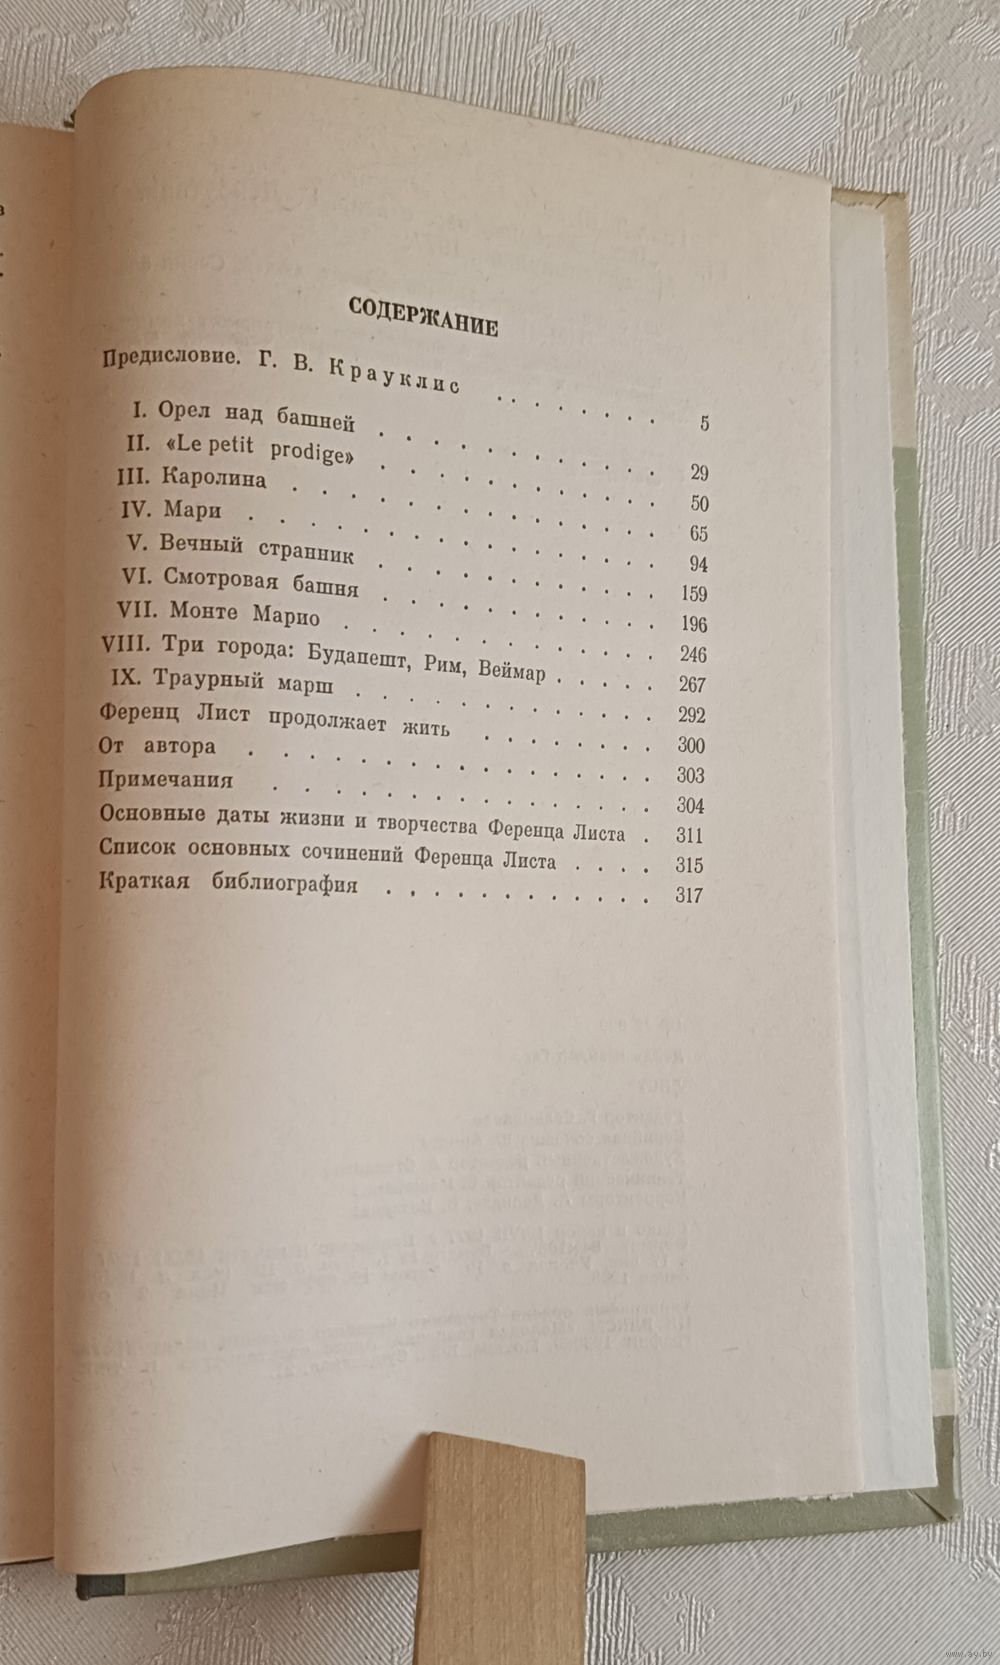 СОДЕРЖАНИЕ
Предисловие. Г. В. Крауклис . . . . . . . . 5
I. Орел над башней . . . . . . . . . . . 29
II. «Le petit prodige» . . . . . . . . . . . 50
III. Каролина . . . . . . . . . . . . . . 65
IV. Мари . . . . . . . . . . . . . . . 94
V. Вечный странник . . . . . . . . . . . 159
VI. Смотровая башня . . . . . . . . . . . 196
VII. Монте Марио . . . . . . . . . . . . 246
VIII. Три города: Будапешт, Рим, Веймар . . . . . 267
IX. Траурный марш . . . . . . . . . . . . 292
Ференц Лист продолжает жить . . . . . . . . 300
От автора . . . . . . . . . . . . . . . 303
Примечания . . . . . . . . . . . . . . 304
Основные даты жизни и творчества Ференца Листа . 311
Список основных сочинений Ференца Листа . . . . 315
Краткая библиография . . . . . . . . . . . 317
www.ay.by